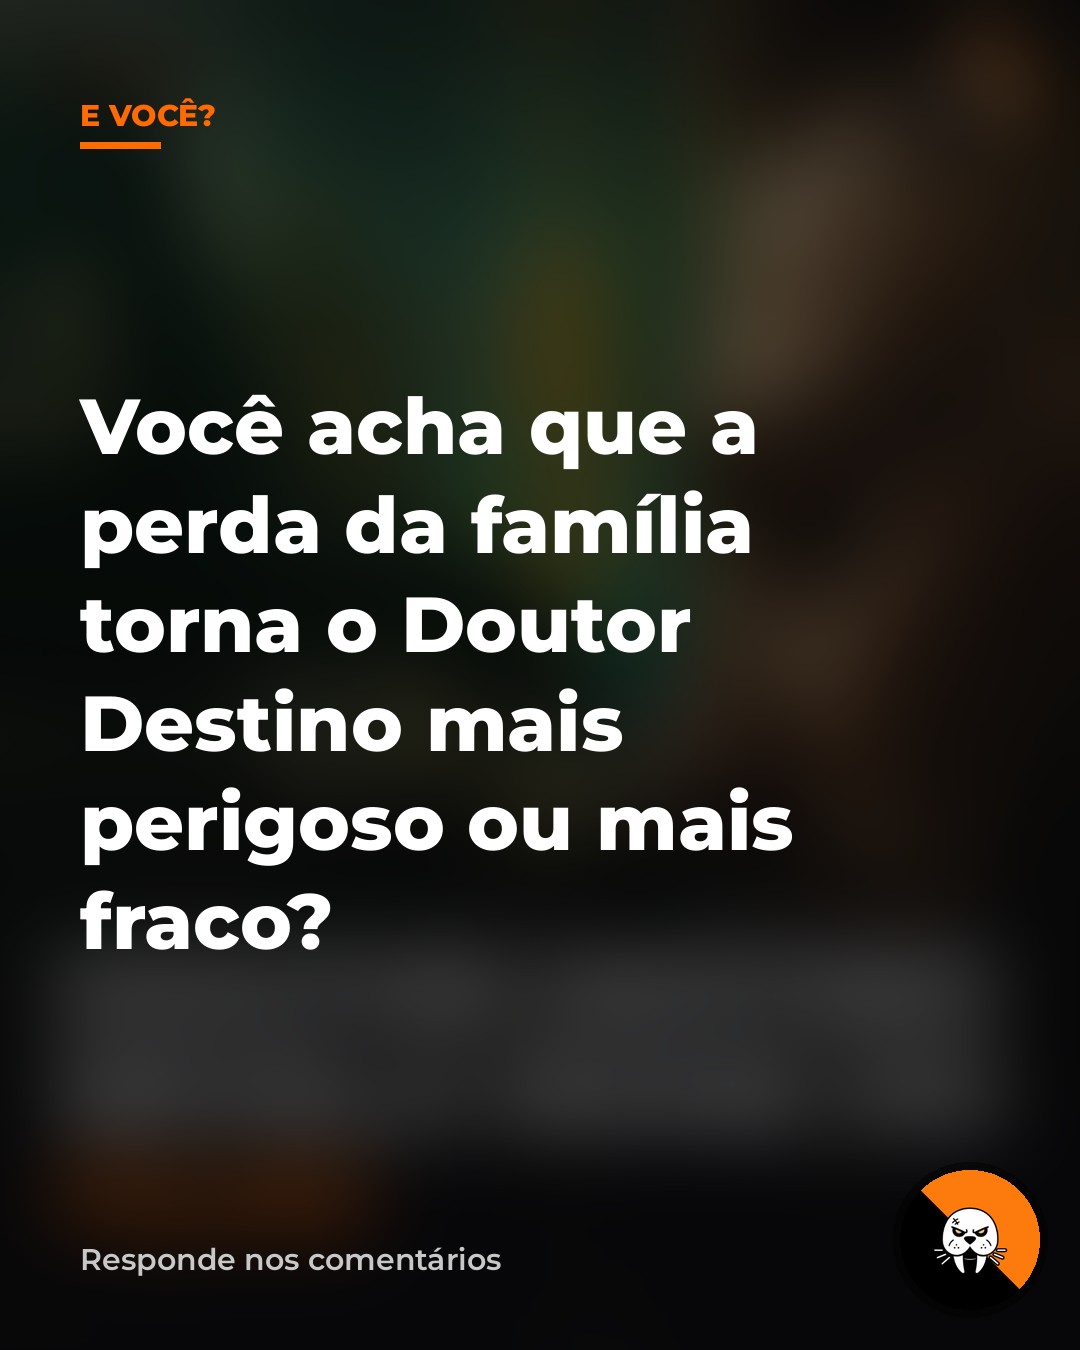 E VOCÊ?
Você acha que a
perda da família
torna o Doutor
Destino mais
perigoso ou mais
fraco?
Responde nos comentários